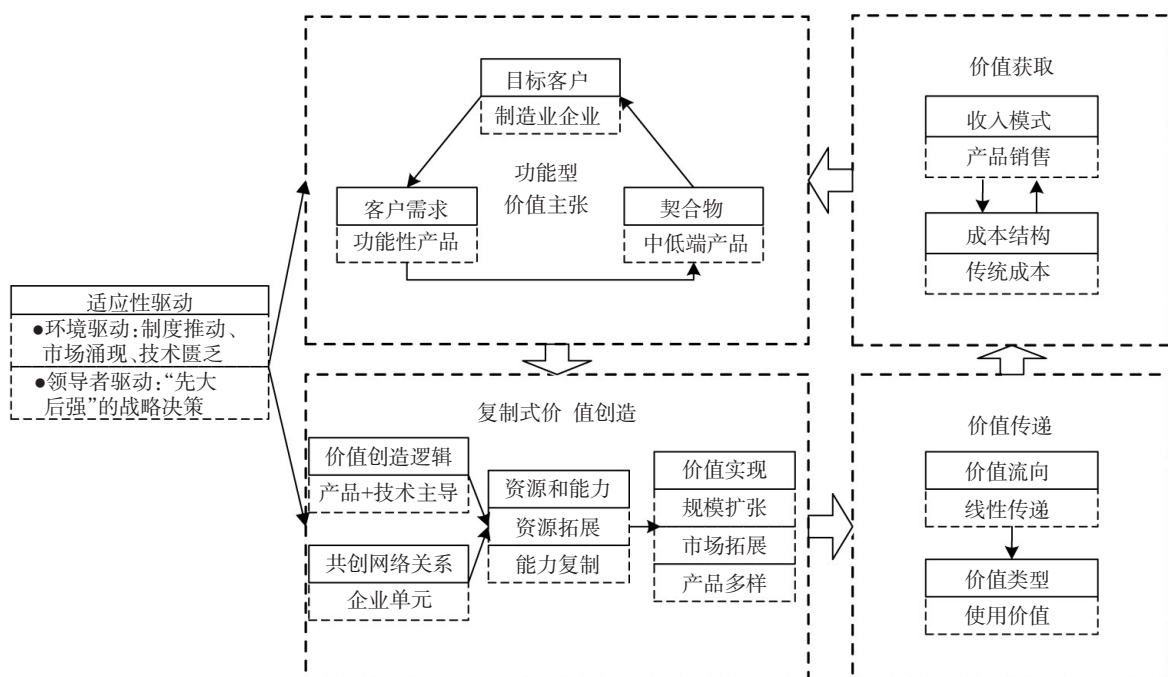 适应性驱动
●环境驱动:制度推动、
市场涌现、技术匮乏
●领导者驱动:“先大
后强”的战略决策
目标客户
制造业企业
功能型
价值主张
客户需求
功能性产品
契合物
中低端产品
复制式价 值创造
价值创造逻辑
产品+技术主导
共创网络关系
企业单元
资源和能力
资源拓展
能力复制
价值实现
规模扩张
市场拓展
产品多样
价值传递
价值流向
线性传递
价值类型
使用价值
价值获取
收入模式
产品销售
成本结构
传统成本